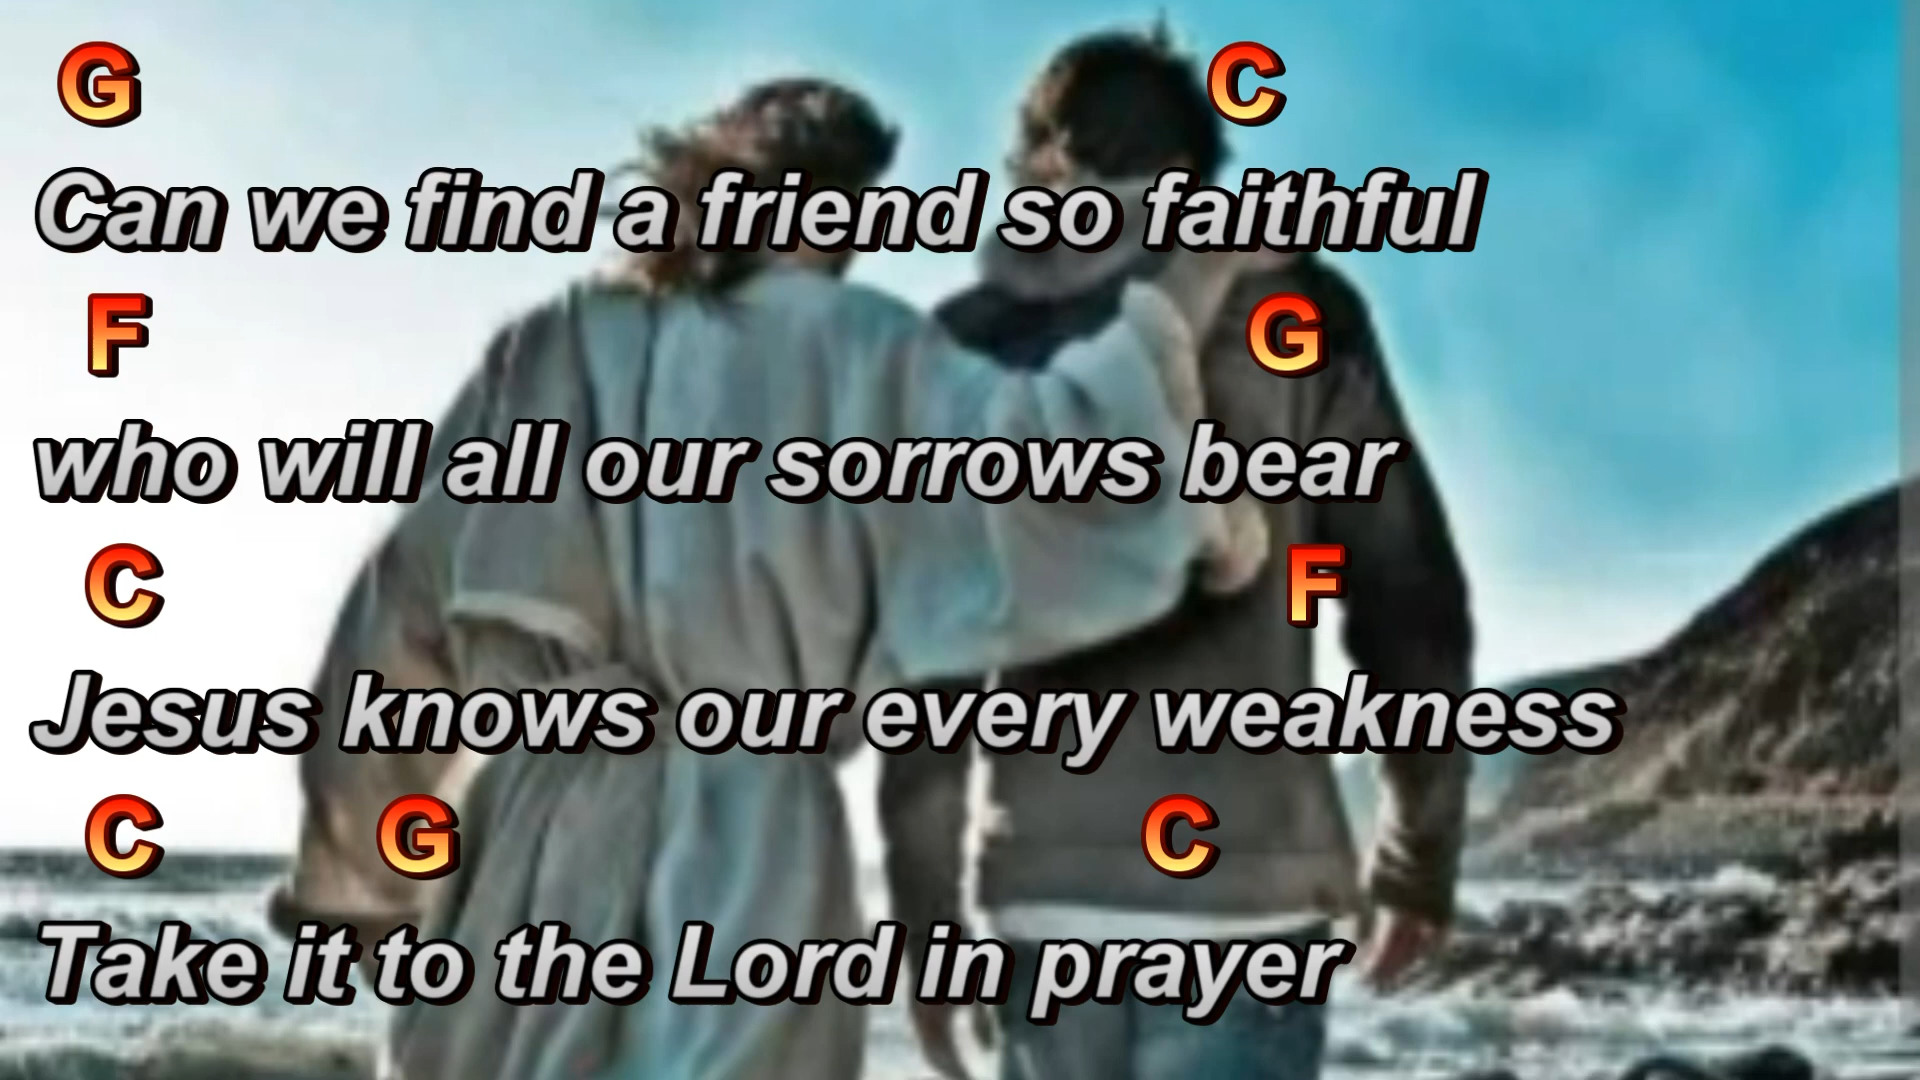 G C
Can we find a friend so faithful
F G
who will all our sorrows bear
C F
Jesus knows our every weakness
C G C
Take it to the Lord in prayer